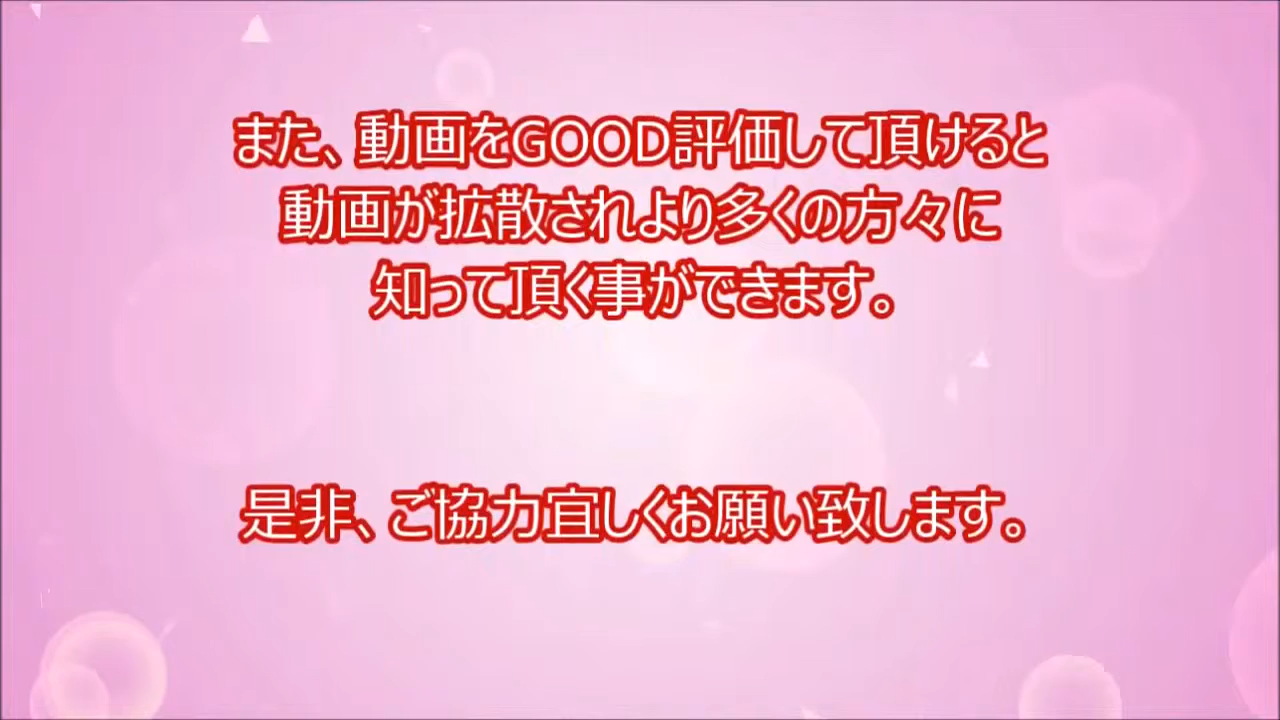 また、動画をGOOD評価して頂けると
動画が拡散されより多くの方々に
知って頂く事ができます。
是非、ご協力宜しくお願い致します。